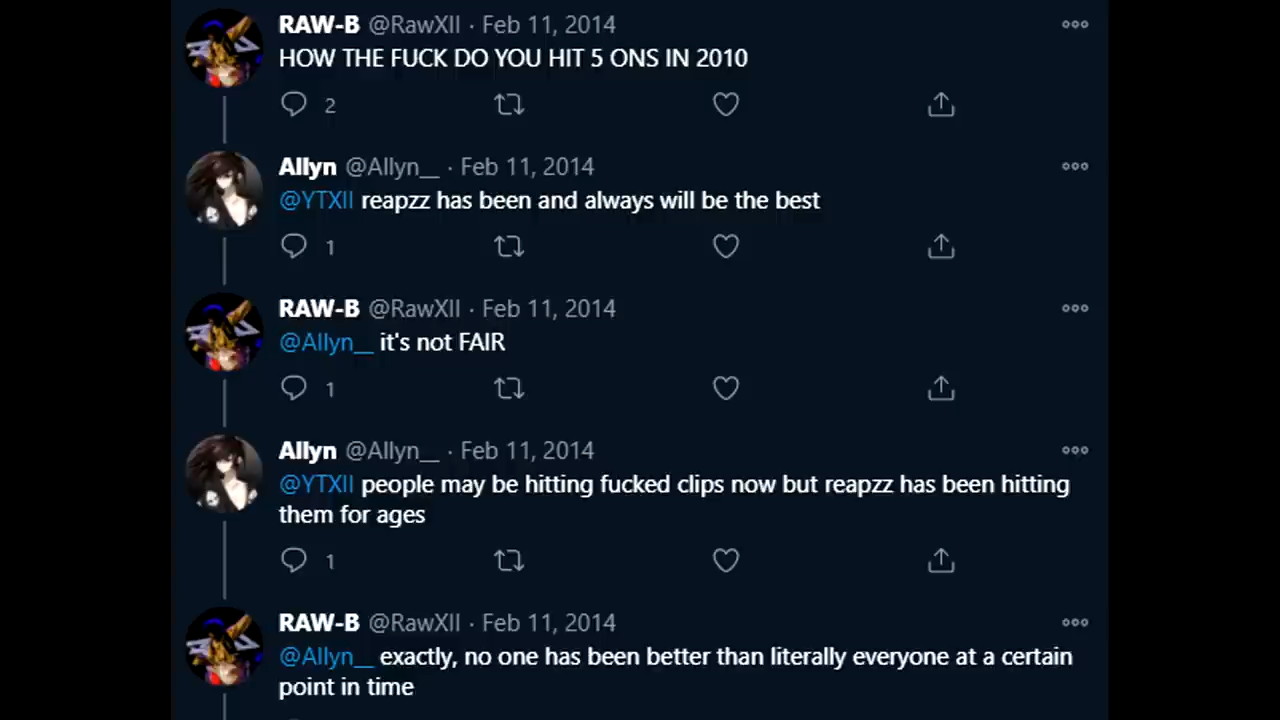 RAW-B @RawXII · Feb 11, 2014
HOW THE FUCK DO YOU HIT 5 ONS IN 2010
2
Allyn @Allyn__ · Feb 11, 2014
@YTXII reapzz has been and always will be the best
1
RAW-B @RawXII · Feb 11, 2014
@Allyn__ it's not FAIR
1
Allyn @Allyn__ · Feb 11, 2014
@YTXII people may be hitting fucked clips now but reapzz has been hitting
them for ages
1
RAW-B @RawXII · Feb 11, 2014
@Allyn__ exactly, no one has been better than literally everyone at a certain
point in time